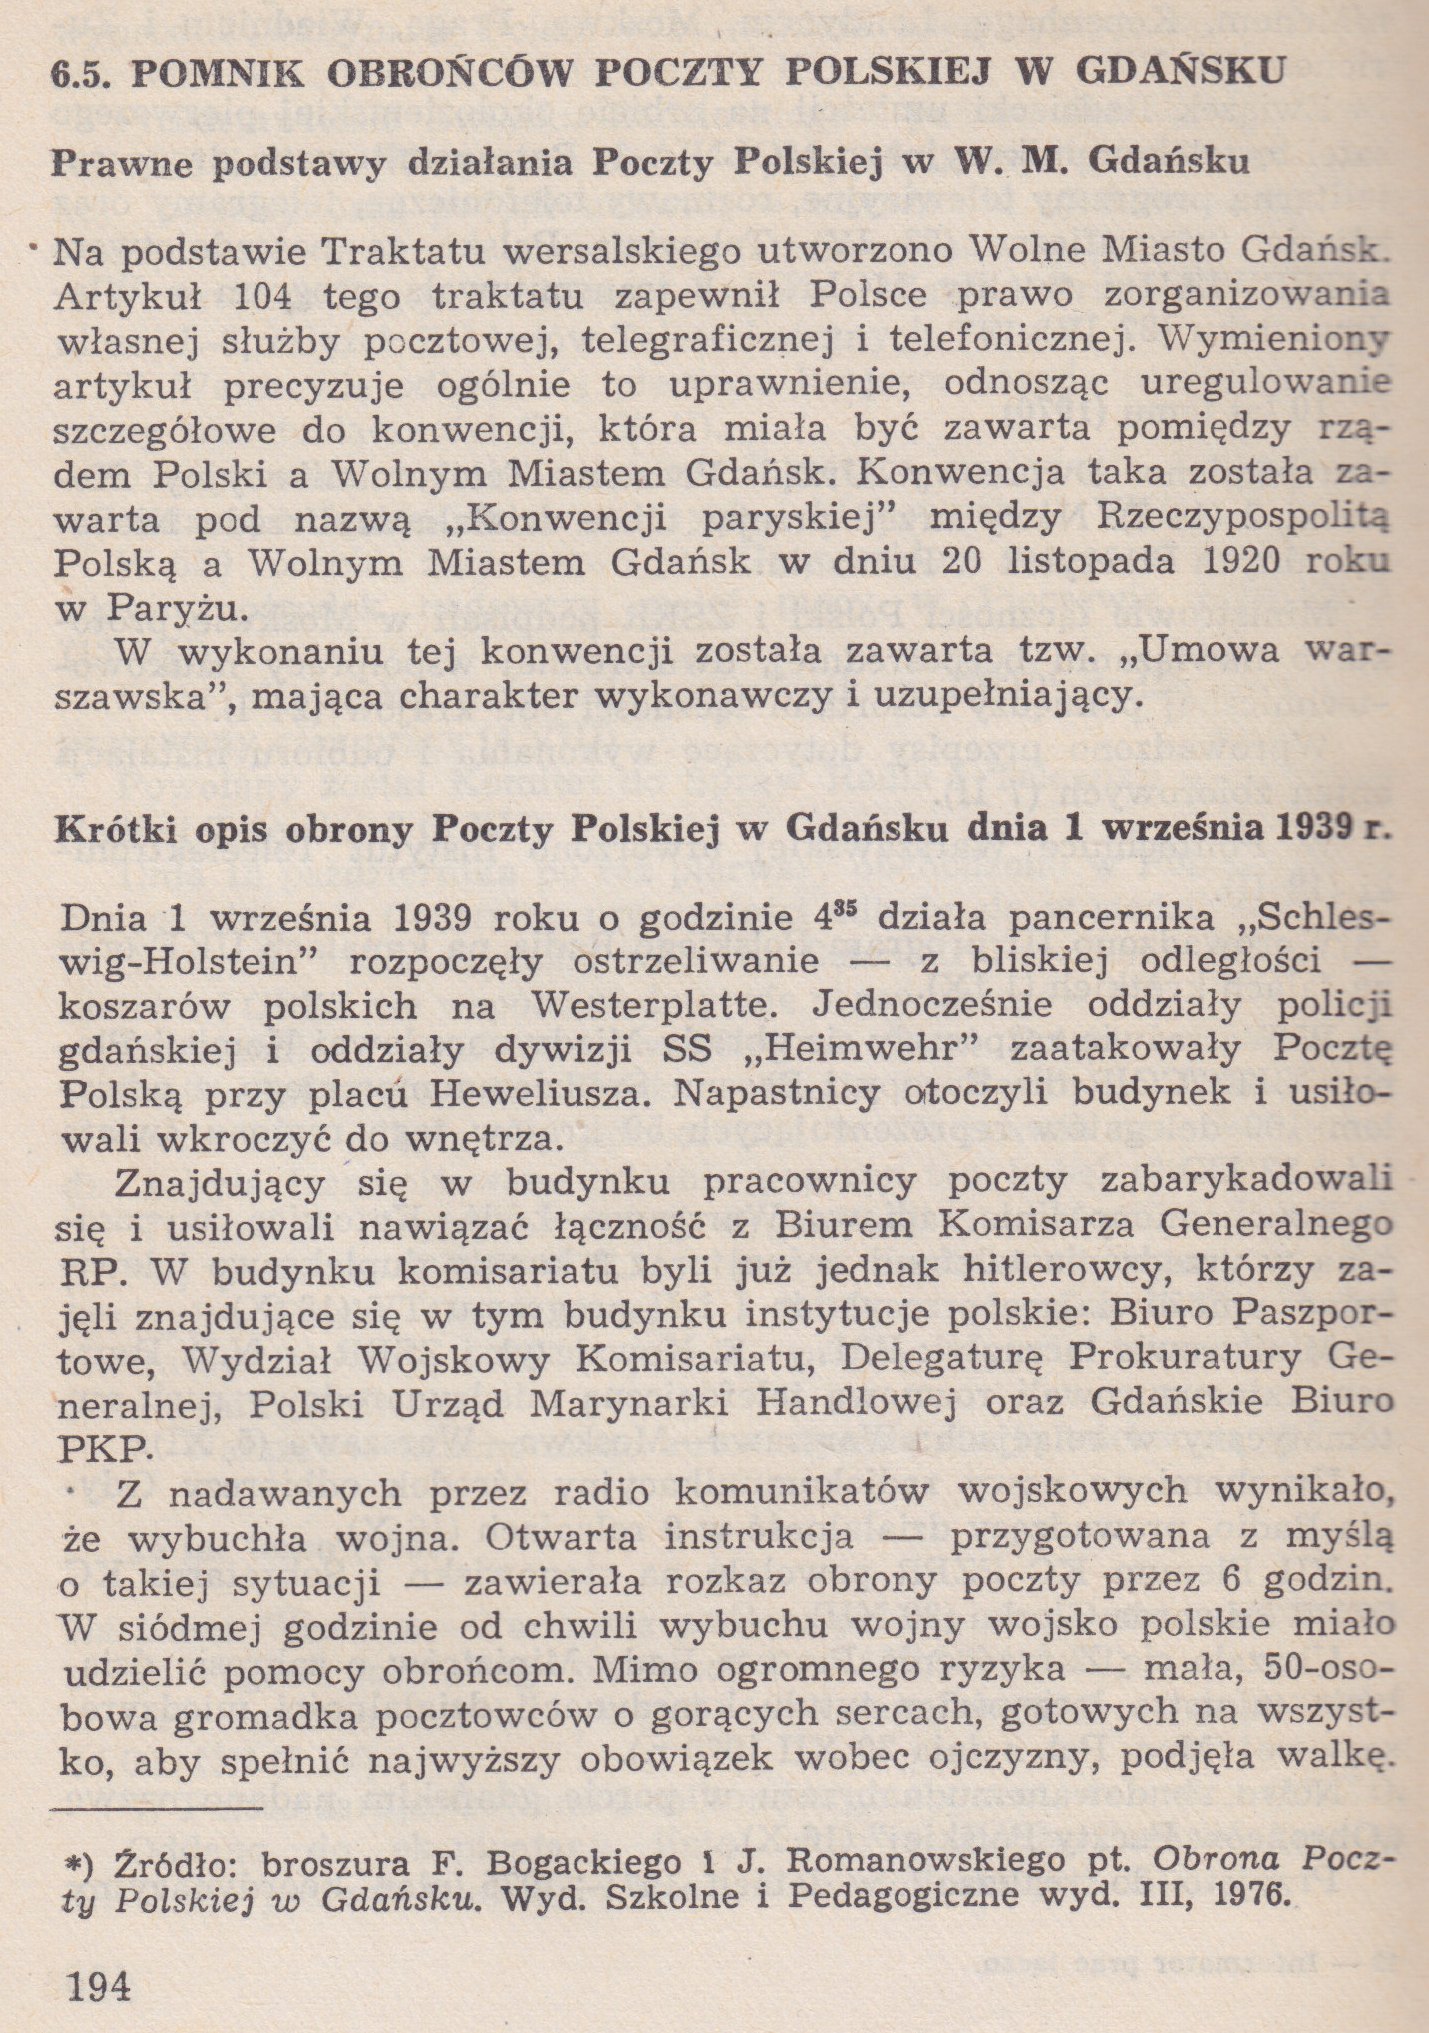 6.5. POMNIK OBROŃCÓW POCZTY POLSKIEJ W GDAŃSKU
Prawne podstawy działania Poczty Polskiej w W. M. Gdańsku
Na podstawie Traktatu wersalskiego utworzono Wolne Miasto Gdańsk.
Artykuł 104 tego traktatu zapewnił Polsce prawo zorganizowania
własnej służby pocztowej, telegraficznej i telefonicznej. Wymieniony
artykuł precyzuje ogólnie to uprawnienie, odnosząc uregulowanie
szczegółowe do konwencji, która miała być zawarta pomiędzy rzą-
dem Polski a Wolnym Miastem Gdańsk. Konwencja taka została za-
warta pod nazwą „Konwencji paryskiej” między Rzeczypospolitą
Polską a Wolnym Miastem Gdańsk w dniu 20 listopada 1920 roku
w Paryżu.
W wykonaniu tej konwencji została zawarta tzw. „Umowa war-
szawska”, mająca charakter wykonawczy i uzupełniający.
Krótki opis obrony Poczty Polskiej w Gdańsku dnia 1 września 1939 r.
Dnia 1 września 1939 roku o godzinie 4³⁵ działa pancernika „Schles-
wig-Holstein” rozpoczęły ostrzeliwanie — z bliskiej odległości —
koszarów polskich na Westerplatte. Jednocześnie oddziały policji
gdańskiej i oddziały dywizji SS „Heimwehr” zaatakowały Pocztę
Polską przy placu Heweliusza. Napastnicy otoczyli budynek i usiło-
wali wkroczyć do wnętrza.
Znajdujący się w budynku pracownicy poczty zabarykadowali
się i usiłowali nawiązać łączność z Biurem Komisarza Generalnego
RP. W budynku komisariatu byli już jednak hitlerowcy, którzy za-
jęli znajdujące się w tym budynku instytucje polskie: Biuro Paszpor-
towe, Wydział Wojskowy Komisariatu, Delegaturę Prokuratury Ge-
neralnej, Polski Urząd Marynarki Handlowej oraz Gdańskie Biuro
PKP.
Z nadawanych przez radio komunikatów wojskowych wynikało,
że wybuchła wojna. Otwarta instrukcja — przygotowana z myślą
o takiej sytuacji — zawierała rozkaz obrony poczty przez 6 godzin.
W siódmej godzinie od chwili wybuchu wojny wojsko polskie miało
udzielić pomocy obrońcom. Mimo ogromnego ryzyka — mała, 50-oso-
bowa gromadka pocztowców o gorących sercach, gotowych na wszyst-
ko, aby spełnić najwyższy obowiązek wobec ojczyzny, podjęła walkę.
*) Źródło: broszura F. Bogackiego i J. Romanowskiego pt. Obrona Pocz-
ty Polskiej w Gdańsku. Wyd. Szkolne i Pedagogiczne wyd. III, 1976.
194